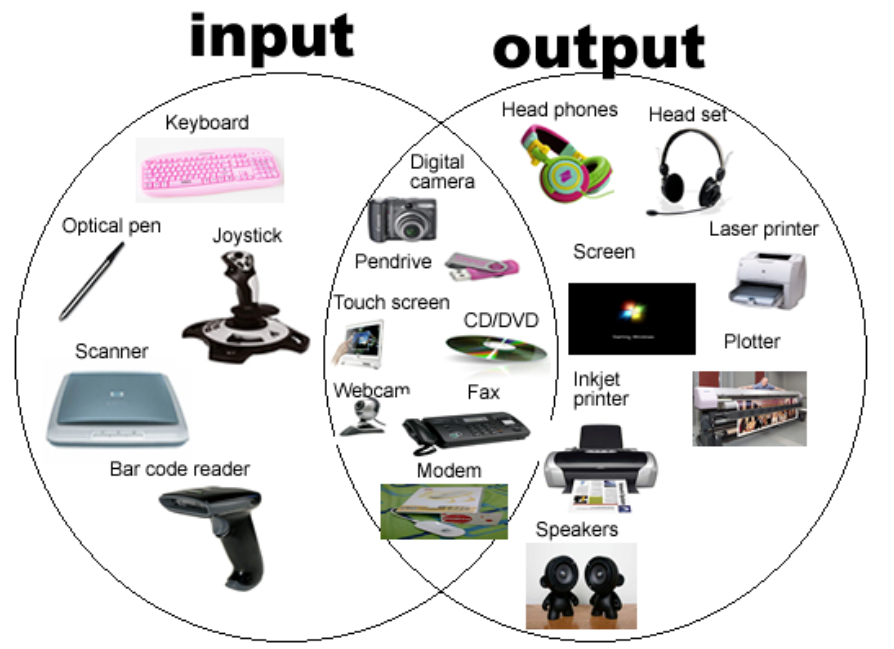 input
output
Keyboard
Head phones
Head set
Digital
camera
Optical pen
Joystick
Laser printer
Screen
Pendrive
Touch screen
CD/DVD
Plotter
Scanner
Webcam
Fax
Inkjet
printer
Bar code reader
Modem
Speakers